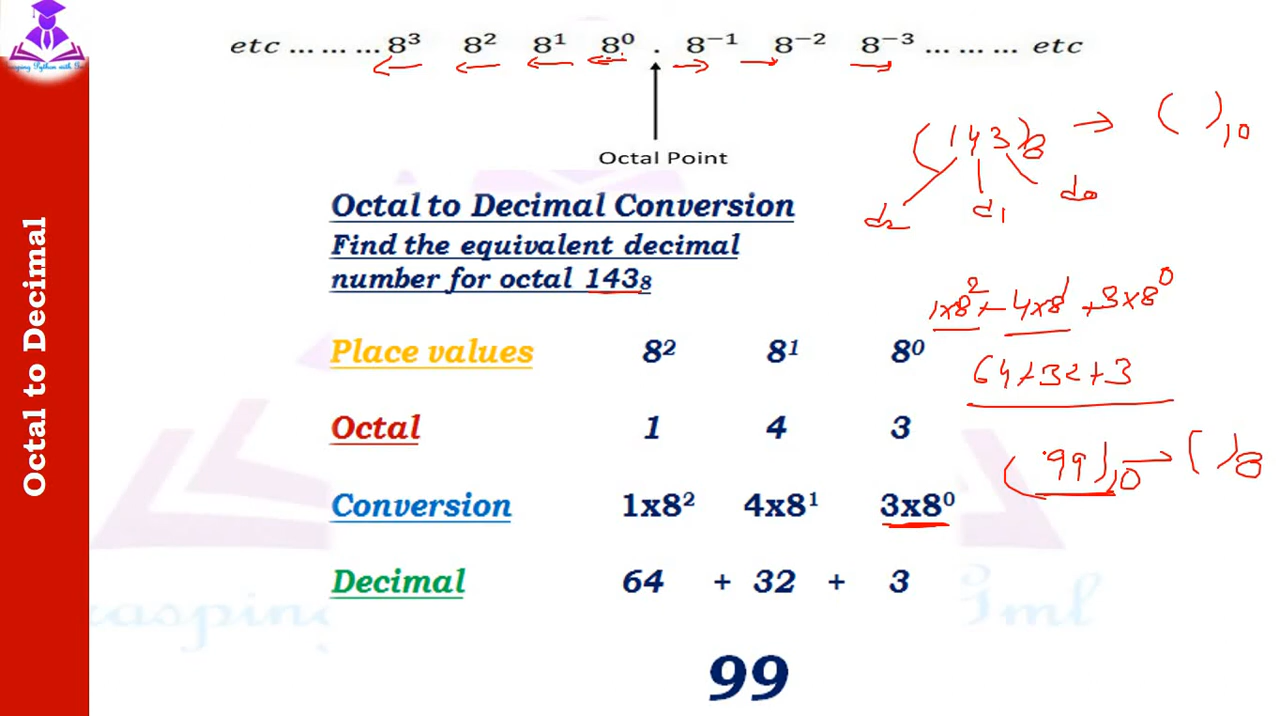 etc ... ... ... 8³ 8² 8¹ 8⁰ . 8⁻¹ 8⁻² 8⁻³ ... ... ... etc
Octal Point
(143)8 → ( )10
d2 d1 d0
Octal to Decimal
Octal to Decimal Conversion
Find the equivalent decimal
number for octal 143₈
1x8² + 4x8¹ + 3x8⁰
Place values 8² 8¹ 8⁰
64+32+3
Octal 1 4 3
(99)10 → ( )8
Conversion 1x8² 4x8¹ 3x8⁰
Decimal 64 + 32 + 3
99